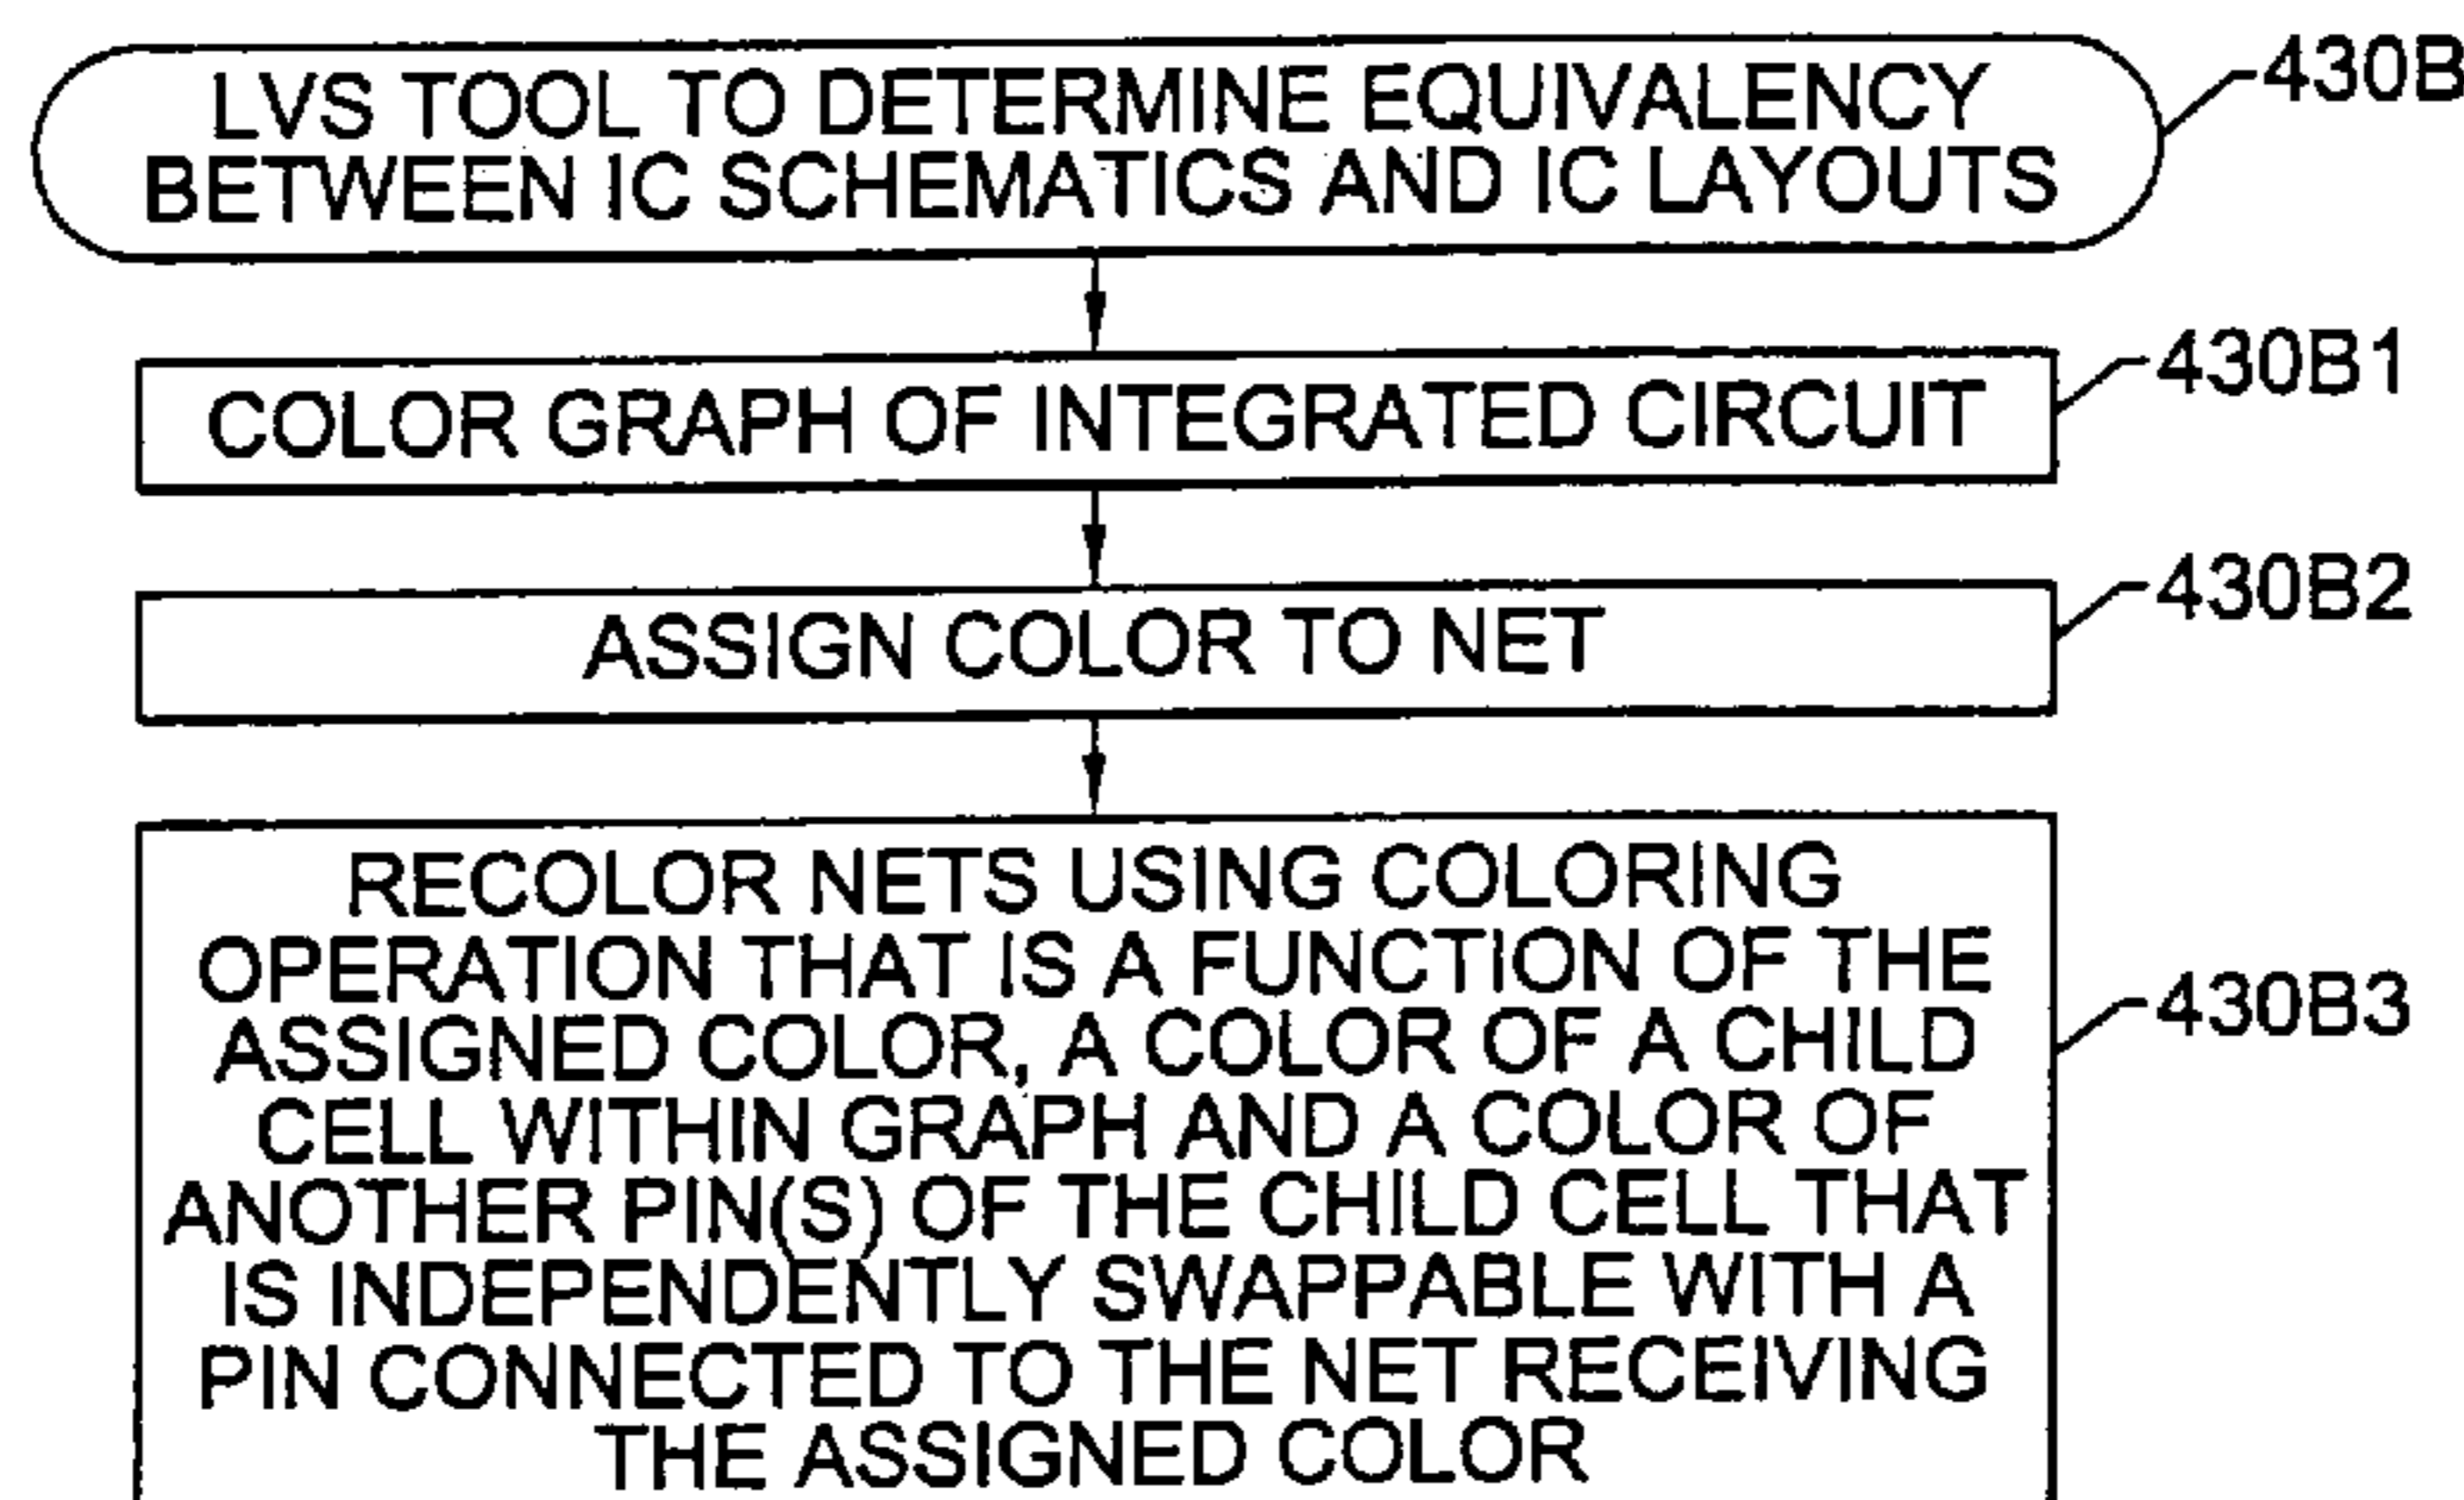 LVS TOOL TO DETERMINE EQUIVALENCY
BETWEEN IC SCHEMATICS AND IC LAYOUTS
430B
COLOR GRAPH OF INTEGRATED CIRCUIT
430B1
ASSIGN COLOR TO NET
430B2
RECOLOR NETS USING COLORING
OPERATION THAT IS A FUNCTION OF THE
ASSIGNED COLOR, A COLOR OF A CHILD
CELL WITHIN GRAPH AND A COLOR OF
ANOTHER PIN(S) OF THE CHILD CELL THAT
IS INDEPENDENTLY SWAPPABLE WITH A
PIN CONNECTED TO THE NET RECEIVING
THE ASSIGNED COLOR
430B3